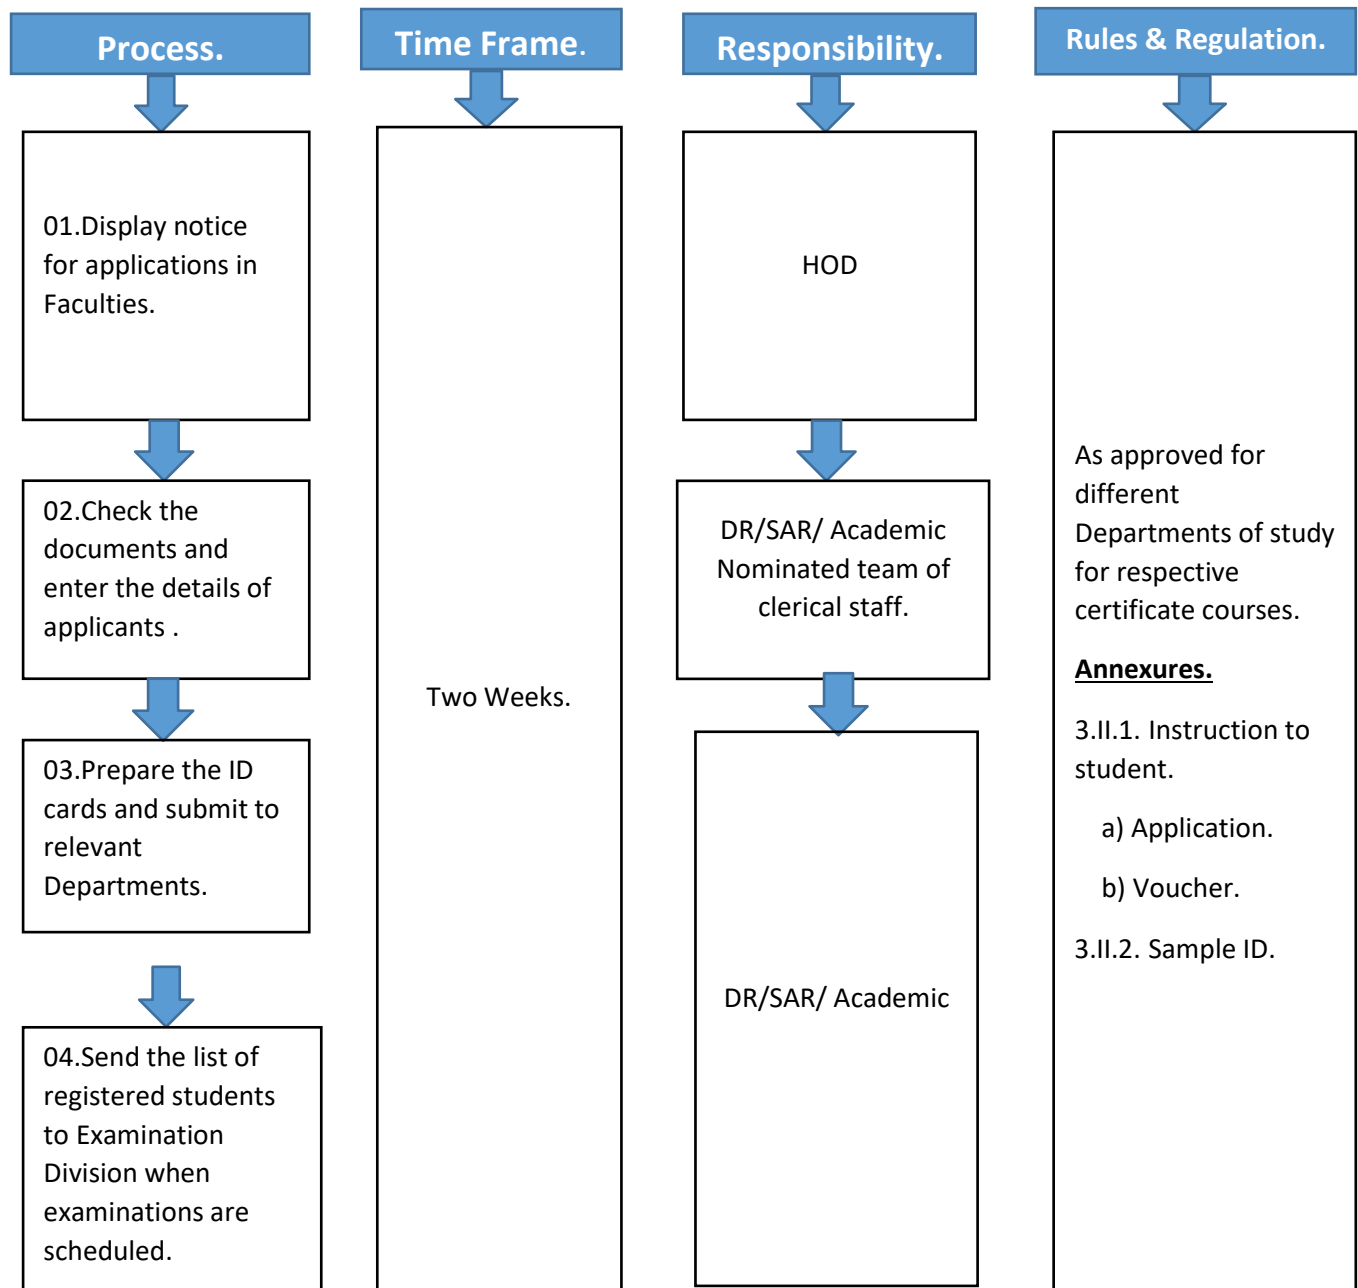 Process.
Time Frame.
Responsibility.
Rules & Regulation.
01.Display notice
for applications in
Faculties.
02.Check the
documents and
enter the details of
applicants .
03.Prepare the ID
cards and submit to
relevant
Departments.
04.Send the list of
registered students
to Examination
Division when
examinations are
scheduled.
Two Weeks.
HOD
DR/SAR/ Academic
Nominated team of
clerical staff.
DR/SAR/ Academic
As approved for
different
Departments of study
for respective
certificate courses.
Annexures.
3.II.1. Instruction to
student.
a) Application.
b) Voucher.
3.II.2. Sample ID.